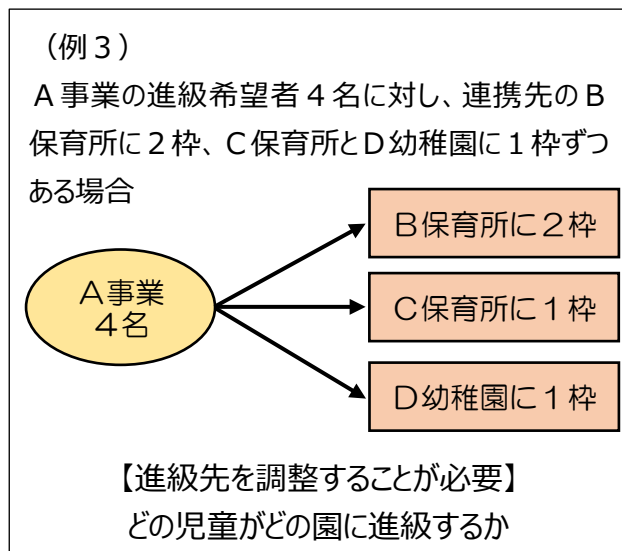 （例３）
Ａ事業の進級希望者４名に対し、連携先のＢ
保育所に２枠、Ｃ保育所とＤ幼稚園に１枠ずつ
ある場合
Ｂ保育所に２枠
Ａ事業
４名
Ｃ保育所に１枠
Ｄ幼稚園に１枠
【進級先を調整することが必要】
どの児童がどの園に進級するか